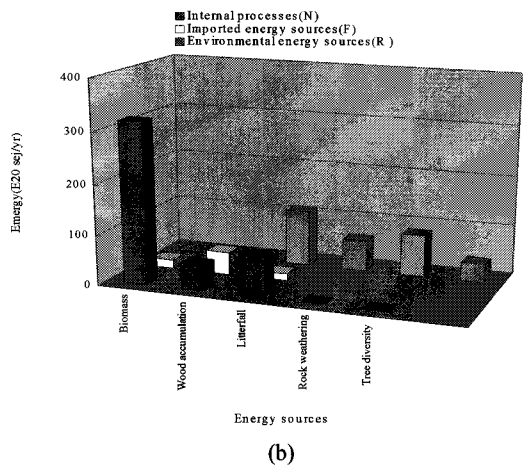 Internal processes(N)
Imported energy sources(F)
Environmental energy sources(R )
Emergy(E20 sej/yr)
400
300
200
100
0
Biomass
Wood accumulation
Litterfall
Rock weathering
Tree diversity
Energy sources
(b)